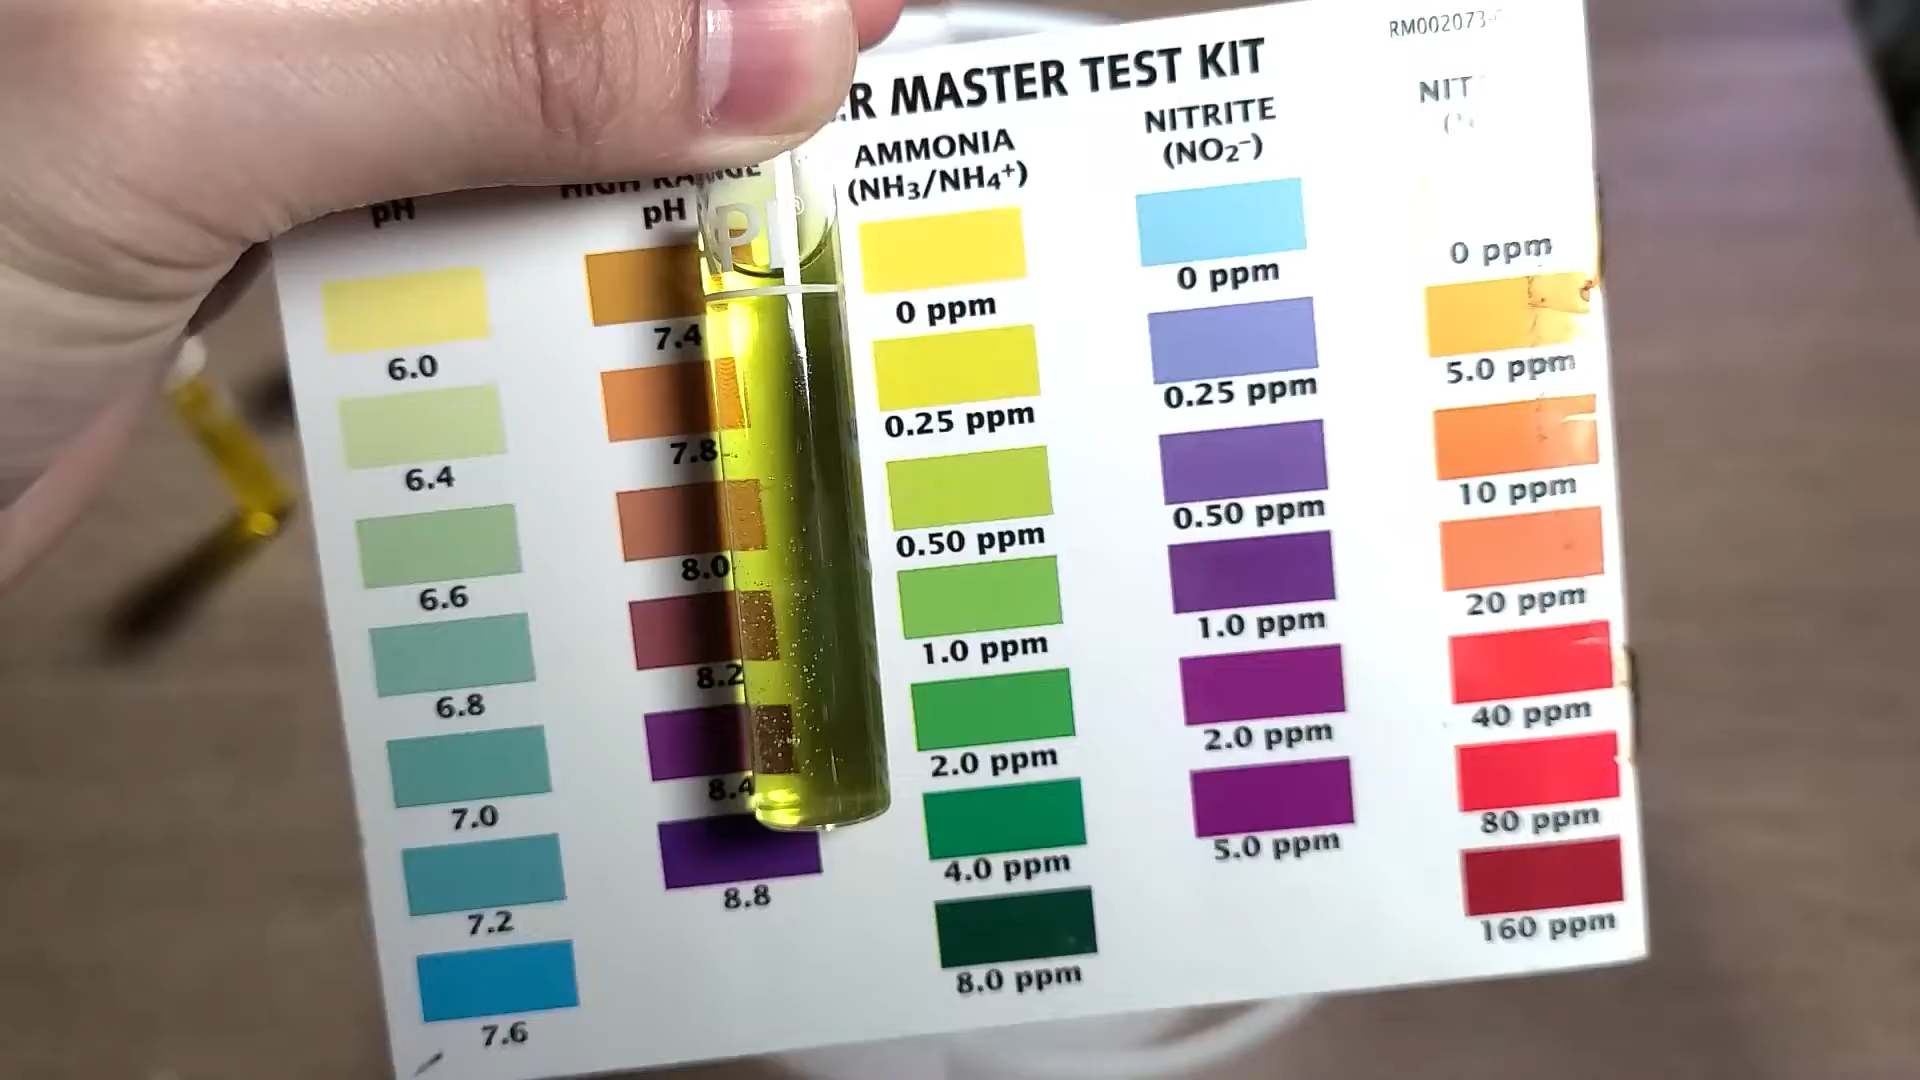 RM002073-
R MASTER TEST KIT
pH
HIGH RANGE
pH
AMMONIA
(NH₃/NH₄⁺)
NITRITE
(NO₂⁻)
NIT
6.0
6.4
6.6
6.8
7.0
7.2
7.6
7.4
7.8
8.0
8.2
8.4
8.8
PI®
0 ppm
0.25 ppm
0.50 ppm
1.0 ppm
2.0 ppm
4.0 ppm
8.0 ppm
0 ppm
0.25 ppm
0.50 ppm
1.0 ppm
2.0 ppm
5.0 ppm
0 ppm
5.0 ppm
10 ppm
20 ppm
40 ppm
80 ppm
160 ppm